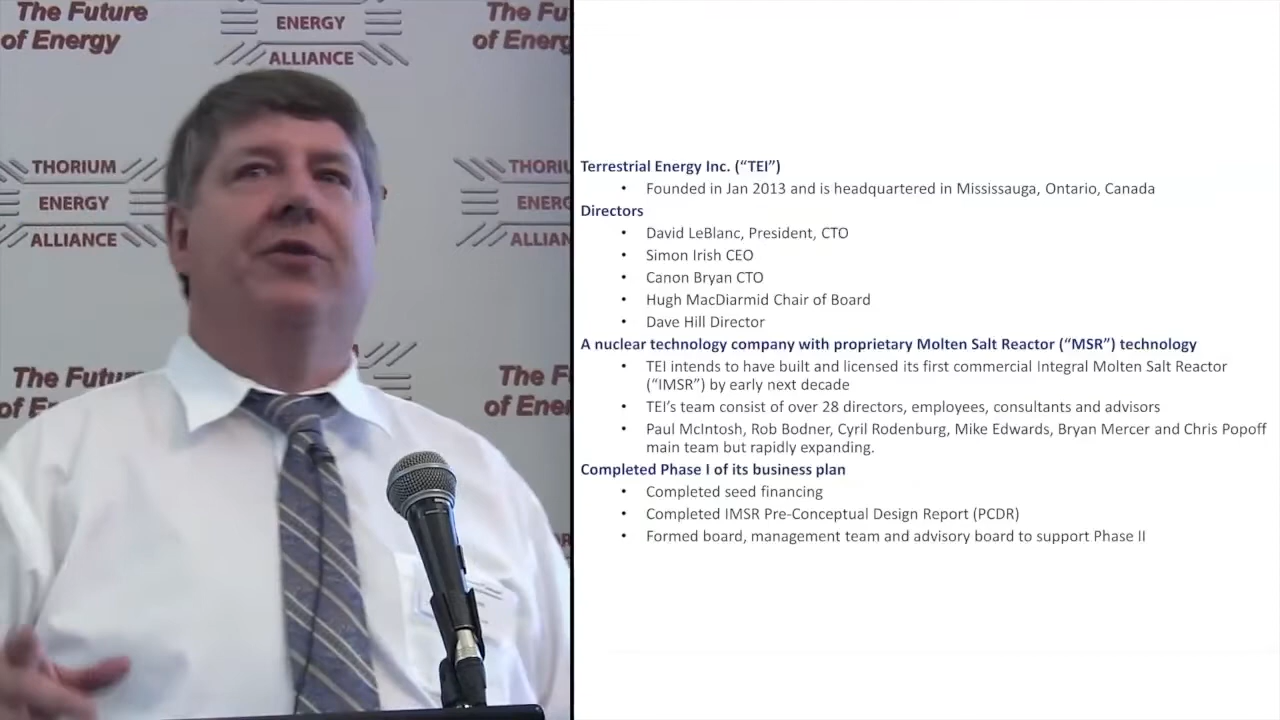 The Future
of Energy
ENERGY
ALLIANCE
The Fu
of Energ
THORIUM
ENERGY
ALLIANCE
THORIU
ENERG
ALLIAN
The Futur
of E
The F
of Ener
Terrestrial Energy Inc. (“TEI”)
• Founded in Jan 2013 and is headquartered in Mississauga, Ontario, Canada
Directors
• David LeBlanc, President, CTO
• Simon Irish CEO
• Canon Bryan CTO
• Hugh MacDiarmid Chair of Board
• Dave Hill Director
A nuclear technology company with proprietary Molten Salt Reactor (“MSR”) technology
• TEI intends to have built and licensed its first commercial Integral Molten Salt Reactor
(“IMSR”) by early next decade
• TEI’s team consist of over 28 directors, employees, consultants and advisors
• Paul McIntosh, Rob Bodner, Cyril Rodenburg, Mike Edwards, Bryan Mercer and Chris Popoff
main team but rapidly expanding.
Completed Phase I of its business plan
• Completed seed financing
• Completed IMSR Pre-Conceptual Design Report (PCDR)
• Formed board, management team and advisory board to support Phase II